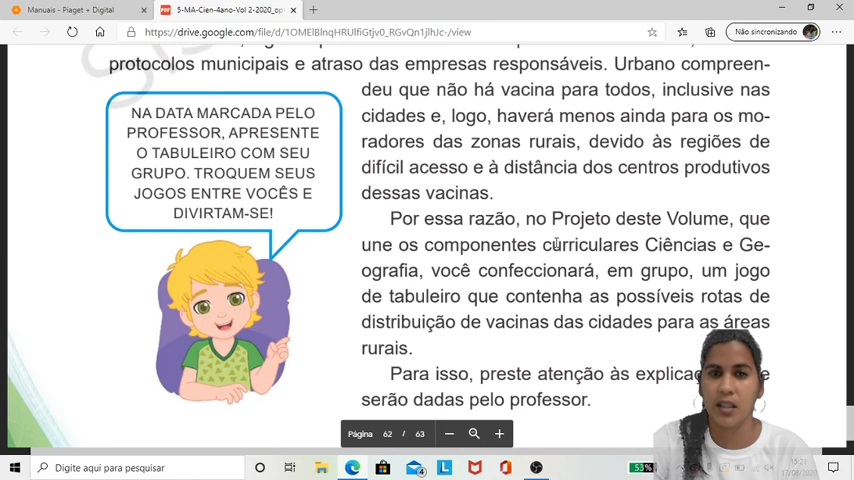 Manuais - Piaget + Digital
5-MA-Cien-4ano-Vol 2-2020_op
https://drive.google.com/file/d/1OMElBlnqHRUlfiGtjv0_RGvQn1jlhJc-/view
Não sincronizando
protocolos municipais e atraso das empresas responsáveis. Urbano compreen-
deu que não há vacina para todos, inclusive nas
cidades e, logo, haverá menos ainda para os mo-
radores das zonas rurais, devido às regiões de
difícil acesso e à distância dos centros produtivos
dessas vacinas.
NA DATA MARCADA PELO
PROFESSOR, APRESENTE
O TABULEIRO COM SEU
GRUPO. TROQUEM SEUS
JOGOS ENTRE VOCÊS E
DIVIRTAM-SE!
Por essa razão, no Projeto deste Volume, que
une os componentes curriculares Ciências e Ge-
ografia, você confeccionará, em grupo, um jogo
de tabuleiro que contenha as possíveis rotas de
distribuição de vacinas das cidades para as áreas
rurais.
Para isso, preste atenção às
serão dadas pelo professor.
Página 62 / 63
Digite aqui para pesquisar
53%
15:21
17/08/2020